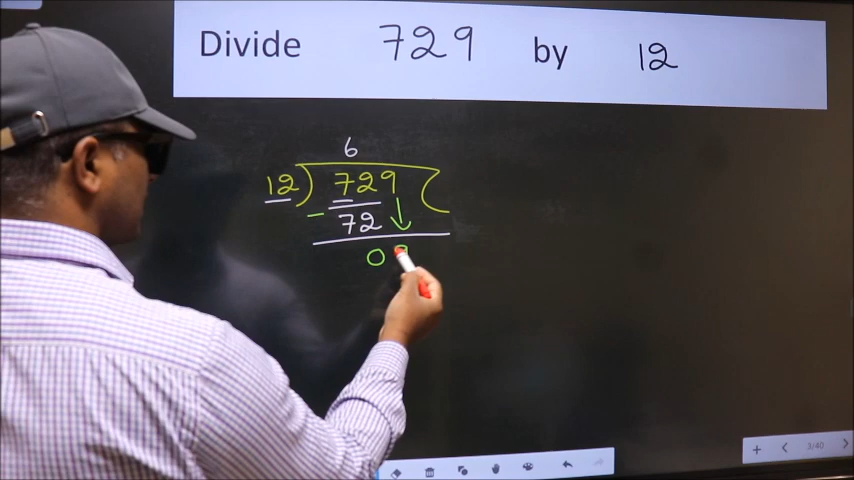 Divide 729 by 12
6
12 ) 729 (
- 72 ↓
0
3/40